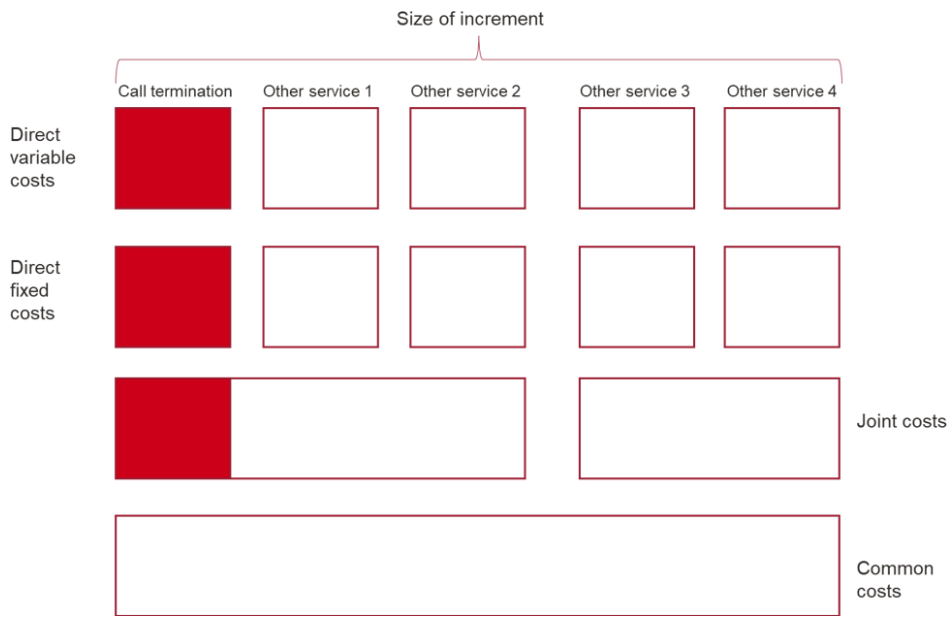 Size of increment
Call termination
Other service 1
Other service 2
Other service 3
Other service 4
Direct
variable
costs
Direct
fixed
costs
Joint costs
Common
costs